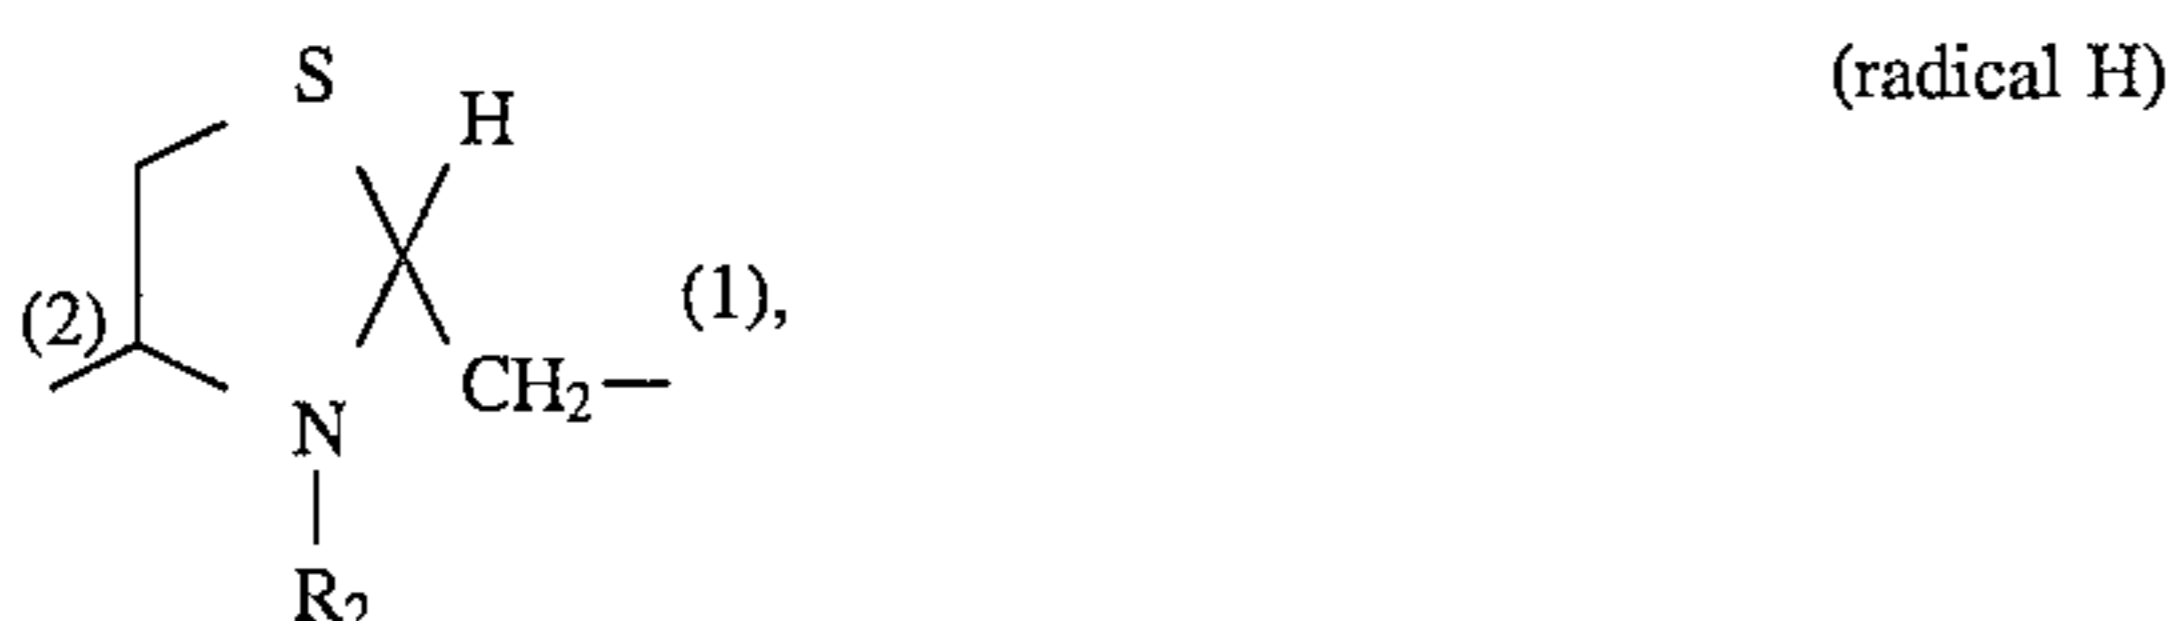 S
(radical H)
H
(1),
(2)
CH₂
N
R₂